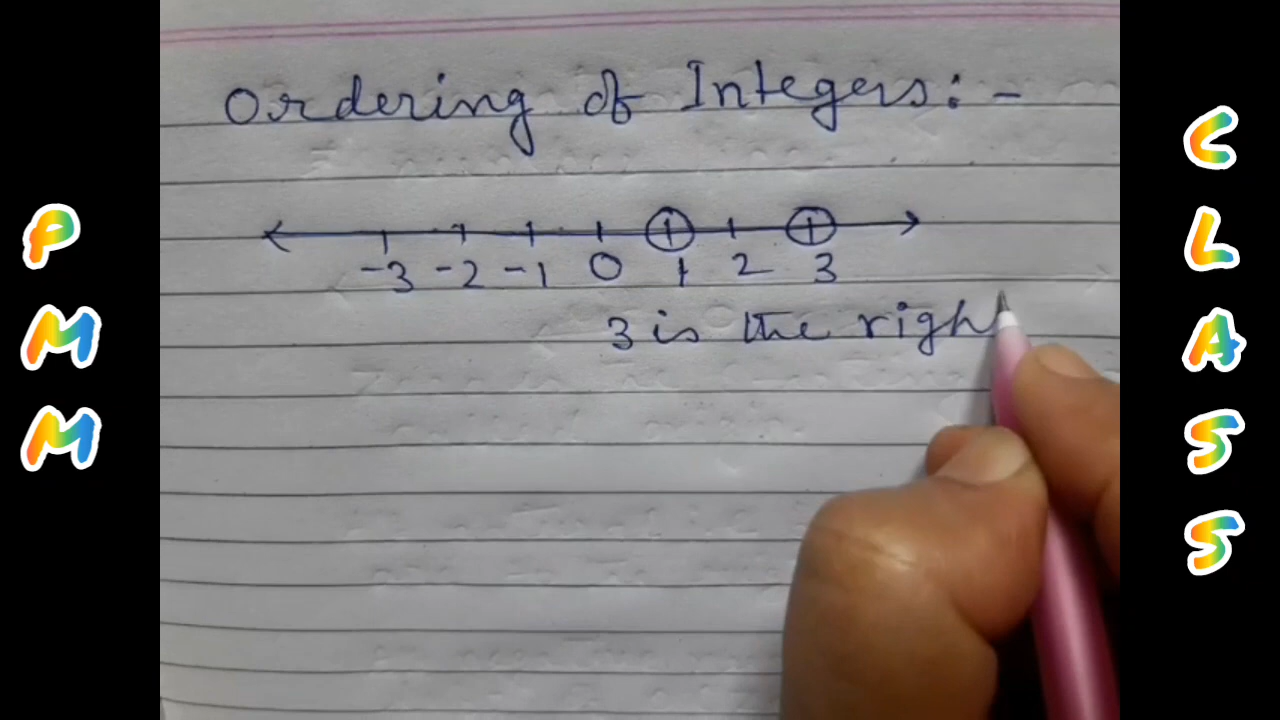 Ordering of Integers:-
-3 -2 -1 0 1 2 3
3 is the righ
PMM
CLASS